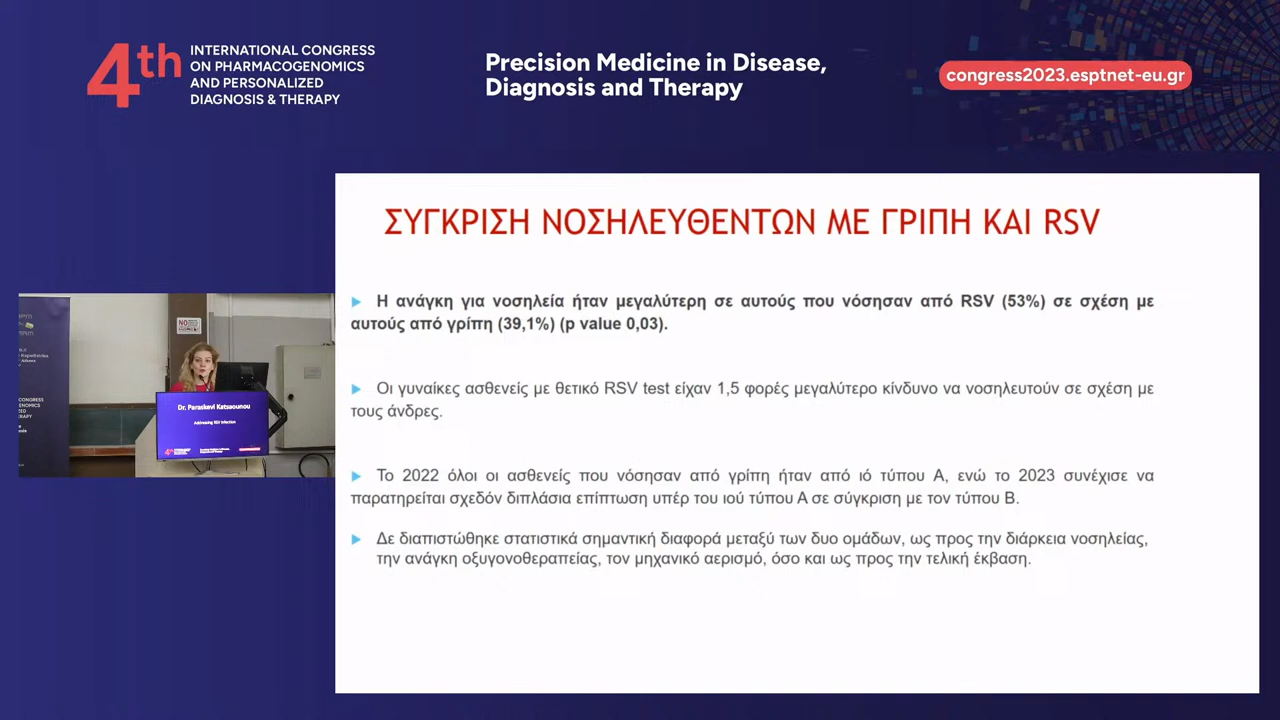 4th
INTERNATIONAL CONGRESS
ON PHARMACOGENOMICS
AND PERSONALIZED
DIAGNOSIS & THERAPY
Precision Medicine in Disease,
Diagnosis and Therapy
congress2023.esptnet-eu.gr
ΣΥΓΚΡΙΣΗ ΝΟΣΗΛΕΥΘΕΝΤΩΝ ΜΕ ΓΡΙΠΗ ΚΑΙ RSV
Η ανάγκη για νοσηλεία ήταν μεγαλύτερη σε αυτούς που νόσησαν από RSV (53%) σε σχέση με
αυτούς από γρίπη (39,1%) (p value 0,03).
Οι γυναίκες ασθενείς με θετικό RSV test είχαν 1,5 φορές μεγαλύτερο κίνδυνο να νοσηλευτούν σε σχέση με
τους άνδρες.
Το 2022 όλοι οι ασθενείς που νόσησαν από γρίπη ήταν από ιό τύπου Α, ενώ το 2023 συνέχισε να
παρατηρείται σχεδόν διπλάσια επίπτωση υπέρ του ιού τύπου Α σε σύγκριση με τον τύπου Β.
Δε διαπιστώθηκε στατιστικά σημαντική διαφορά μεταξύ των δυο ομάδων, ως προς την διάρκεια νοσηλείας,
την ανάγκη οξυγονοθεραπείας, τον μηχανικό αερισμό, όσο και ως προς την τελική έκβαση.
Dr. Paraskevi Katsaounou
Addressing RSV Infection
4th
NO